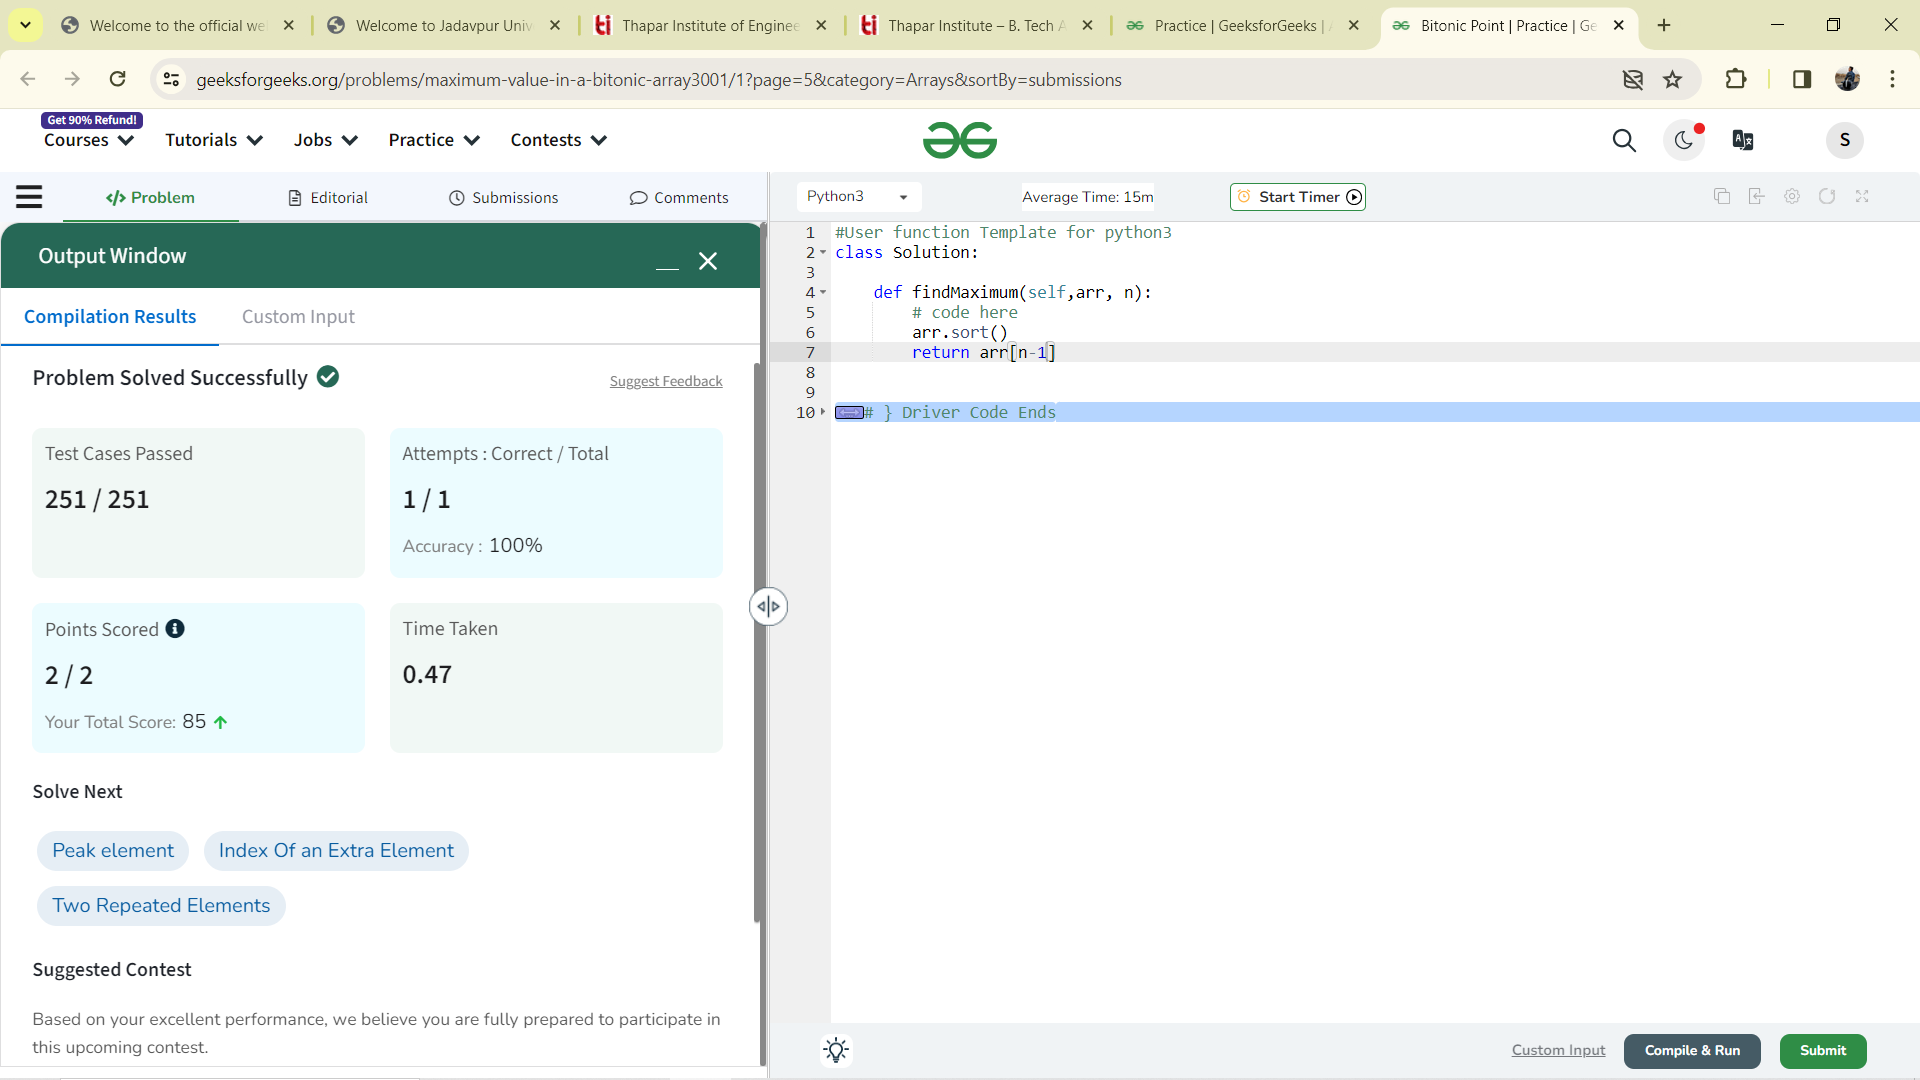 Welcome to the official we
Welcome to Jadavpur Univ
Thapar Institute of Enginee
Thapar Institute – B. Tech A
Practice | GeeksforGeeks | A
Bitonic Point | Practice | Ge
geeksforgeeks.org/problems/maximum-value-in-a-bitonic-array3001/1?page=5&category=Arrays&sortBy=submissions
Get 90% Refund!
Courses
Tutorials
Jobs
Practice
Contests
S
Problem
Editorial
Submissions
Comments
Python3
Average Time: 15m
Start Timer
Output Window
Compilation Results
Custom Input
Problem Solved Successfully
Suggest Feedback
Test Cases Passed
251 / 251
Attempts : Correct / Total
1 / 1
Accuracy : 100%
Points Scored
2 / 2
Your Total Score: 85
Time Taken
0.47
Solve Next
Peak element
Index Of an Extra Element
Two Repeated Elements
Suggested Contest
Based on your excellent performance, we believe you are fully prepared to participate in
this upcoming contest.
1 #User function Template for python3
2 class Solution:
3
4 def findMaximum(self,arr, n):
5 # code here
6 arr.sort()
7 return arr[n-1]
8
9
10 # } Driver Code Ends
Custom Input
Compile & Run
Submit